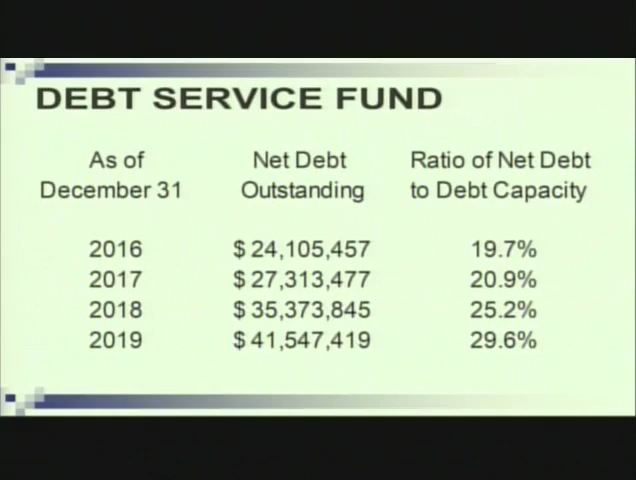 DEBT SERVICE FUND
As of Net Debt Ratio of Net Debt
December 31 Outstanding to Debt Capacity
2016 $ 24,105,457 19.7%
2017 $ 27,313,477 20.9%
2018 $ 35,373,845 25.2%
2019 $ 41,547,419 29.6%